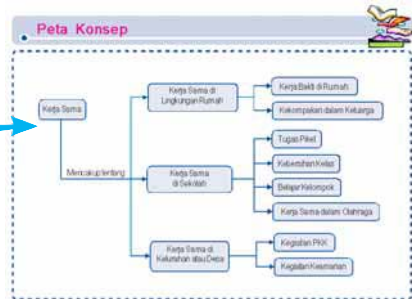 Peta Konsep
Kerja Sama
Mencakup tentang
Kerja Sama di
Lingkungan Rumah
Kerja Bakti di Rumah
Kekompakan dalam Keluarga
Kerja Sama
di Sekolah
Tugas Piket
Kebersihan Kelas
Belajar Kelompok
Kerja Sama dalam Olahraga
Kerja Sama di
Kelurahan atau Desa
Kegiatan PKK
Kegiatan Keamanan